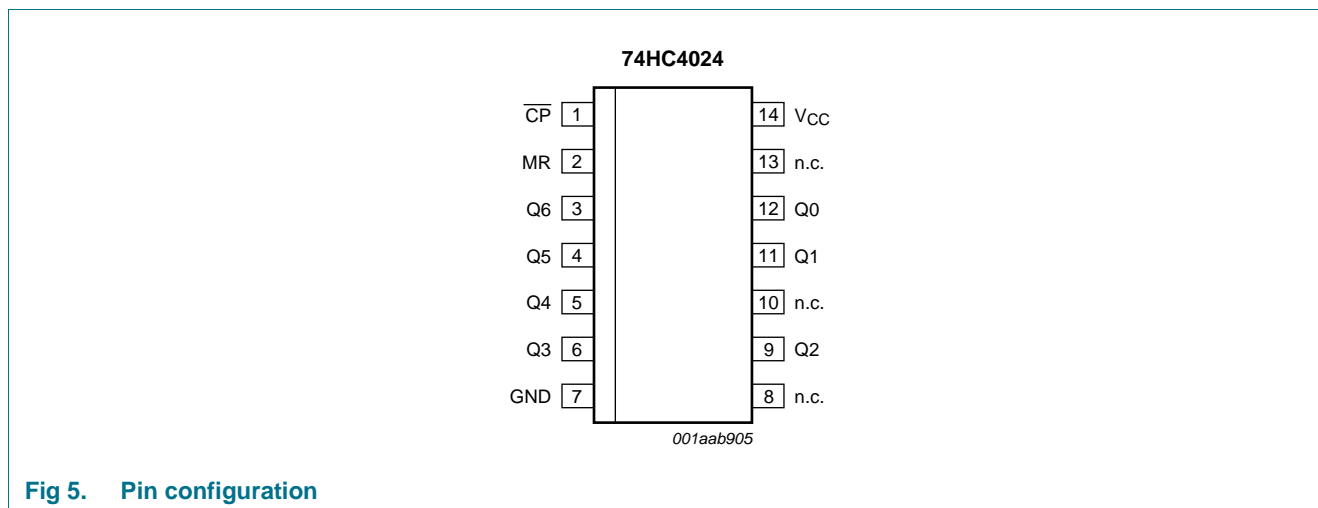 74HC4024
C̅P̅ 1
14 VCC
MR 2
13 n.c.
Q6 3
12 Q0
Q5 4
11 Q1
Q4 5
10 n.c.
Q3 6
9 Q2
GND 7
8 n.c.
001aab905
Fig 5. Pin configuration